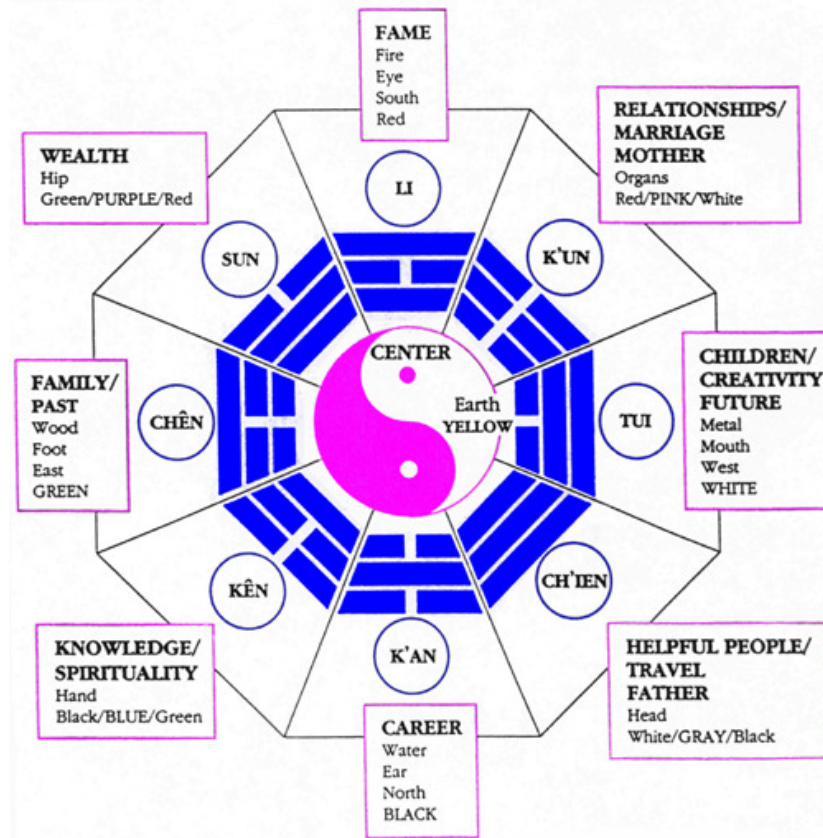 FAME
Fire
Eye
South
Red
RELATIONSHIPS/
MARRIAGE
MOTHER
Organs
Red/PINK/White
WEALTH
Hip
Green/PURPLE/Red
LI
SUN
K'UN
CENTER
Earth
YELLOW
FAMILY/
PAST
Wood
Foot
East
GREEN
CHÊN
TUI
CHILDREN/
CREATIVITY
FUTURE
Metal
Mouth
West
WHITE
KÊN
CH'IEN
K'AN
KNOWLEDGE/
SPIRITUALITY
Hand
Black/BLUE/Green
CAREER
Water
Ear
North
BLACK
HELPFUL PEOPLE/
TRAVEL
FATHER
Head
White/GRAY/Black